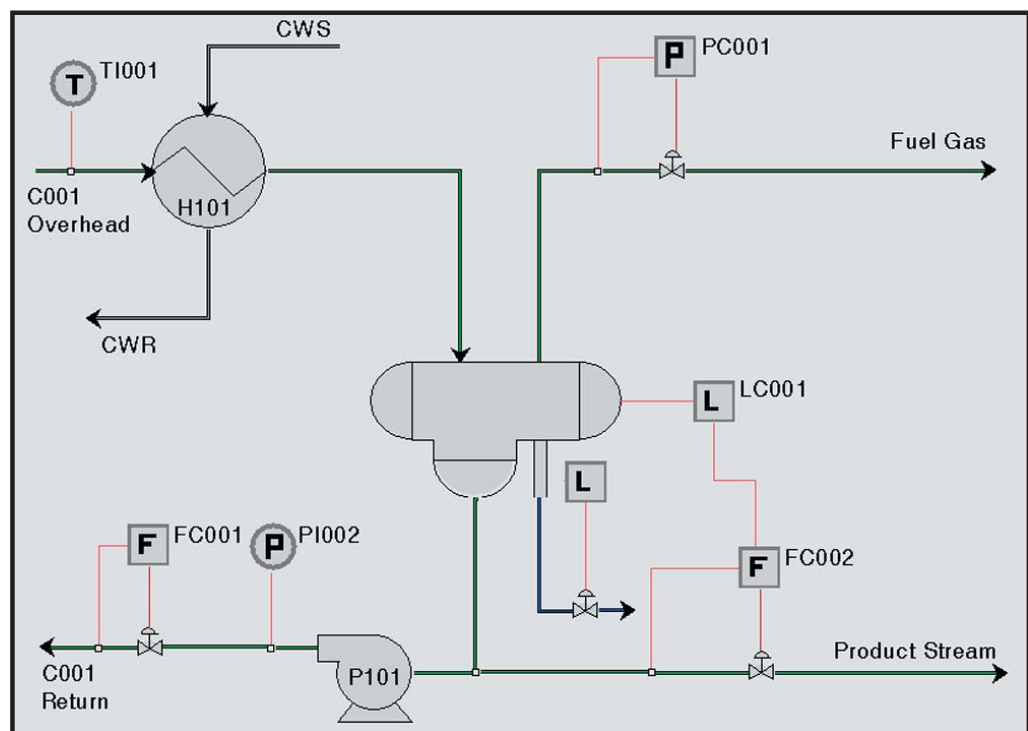 CWS
PC001
P
TI001
T
Fuel Gas
C001
Overhead
H101
CWR
LC001
L
L
FC001
F
PI002
P
FC002
F
Product Stream
P101
C001
Return